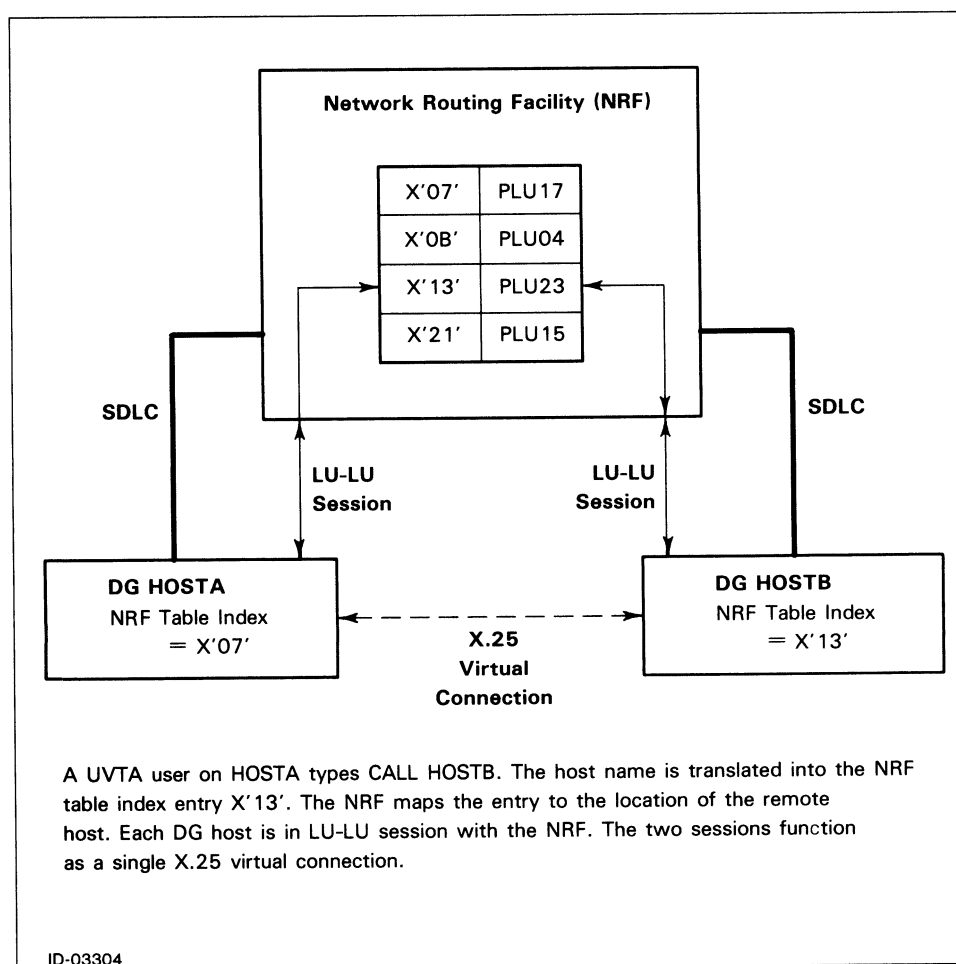 Network Routing Facility (NRF)
X'07' PLU17
X'0B' PLU04
X'13' PLU23
X'21' PLU15
SDLC
SDLC
LU-LU
Session
LU-LU
Session
DG HOSTA
NRF Table Index
= X'07'
DG HOSTB
NRF Table Index
= X'13'
X.25
Virtual
Connection
A UVTA user on HOSTA types CALL HOSTB. The host name is translated into the NRF
table index entry X'13'. The NRF maps the entry to the location of the remote
host. Each DG host is in LU-LU session with the NRF. The two sessions function
as a single X.25 virtual connection.
ID-03304